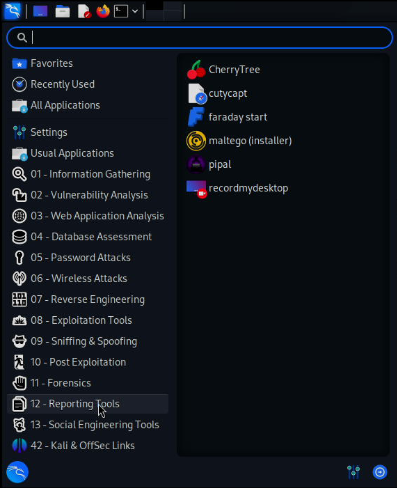 Favorites
Recently Used
All Applications
Settings
Usual Applications
01 - Information Gathering
02 - Vulnerability Analysis
03 - Web Application Analysis
04 - Database Assessment
05 - Password Attacks
06 - Wireless Attacks
07 - Reverse Engineering
08 - Exploitation Tools
09 - Sniffing & Spoofing
10 - Post Exploitation
11 - Forensics
12 - Reporting Tools
13 - Social Engineering Tools
42 - Kali & OffSec Links
CherryTree
cutycapt
faraday start
maltego (installer)
pipal
recordmydesktop